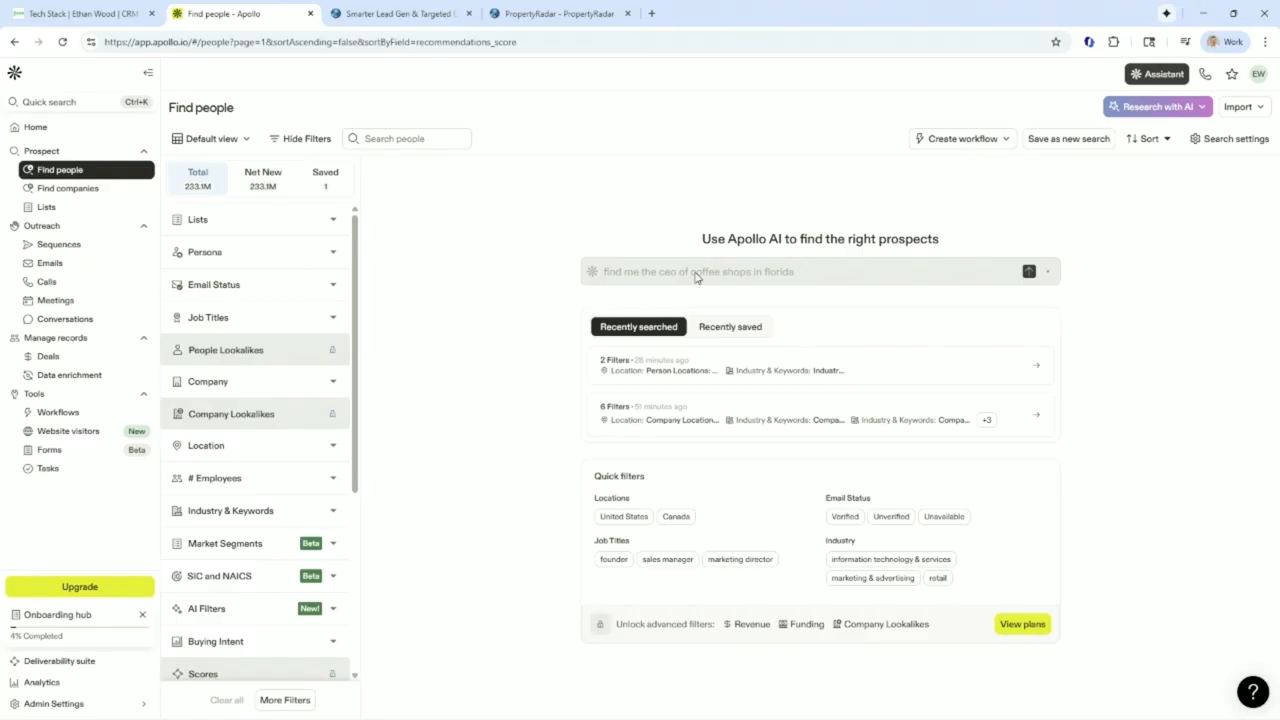 Tech Stack | Ethan Wood | CRM
Find people - Apollo
Smarter Lead Gen & Targeted C
PropertyRadar - PropertyRadar
https://app.apollo.io/#/people?page=1&sortAscending=false&sortByField=recommendations_score
Work
Quick search Ctrl+K
Home
Prospect
Find people
Find companies
Lists
Outreach
Sequences
Emails
Calls
Meetings
Conversations
Manage records
Deals
Data enrichment
Tools
Workflows
Website visitors New
Forms Beta
Tasks
Upgrade
Onboarding hub
4% Completed
Deliverability suite
Analytics
Admin Settings
Assistant
EW
Find people
Research with AI
Import
Default view
Hide Filters
Search people
Create workflow
Save as new search
Sort
Search settings
Total Net New Saved
233.1M 233.1M 1
Lists
Persona
Email Status
Job Titles
People Lookalikes
Company
Company Lookalikes
Location
# Employees
Industry & Keywords
Market Segments Beta
SIC and NAICS Beta
AI Filters New!
Buying Intent
Scores
Clear all More Filters
Use Apollo AI to find the right prospects
find me the ceo of coffee shops in florida
Recently searched Recently saved
2 Filters · 28 minutes ago
Location: Person Locations: ... Industry & Keywords: Industr...
6 Filters · 51 minutes ago
Location: Company Location... Industry & Keywords: Compa... Industry & Keywords: Compa... +3
Quick filters
Locations
United States Canada
Job Titles
founder sales manager marketing director
Email Status
Verified Unverified Unavailable
Industry
information technology & services
marketing & advertising retail
Unlock advanced filters: $ Revenue Funding Company Lookalikes View plans
?